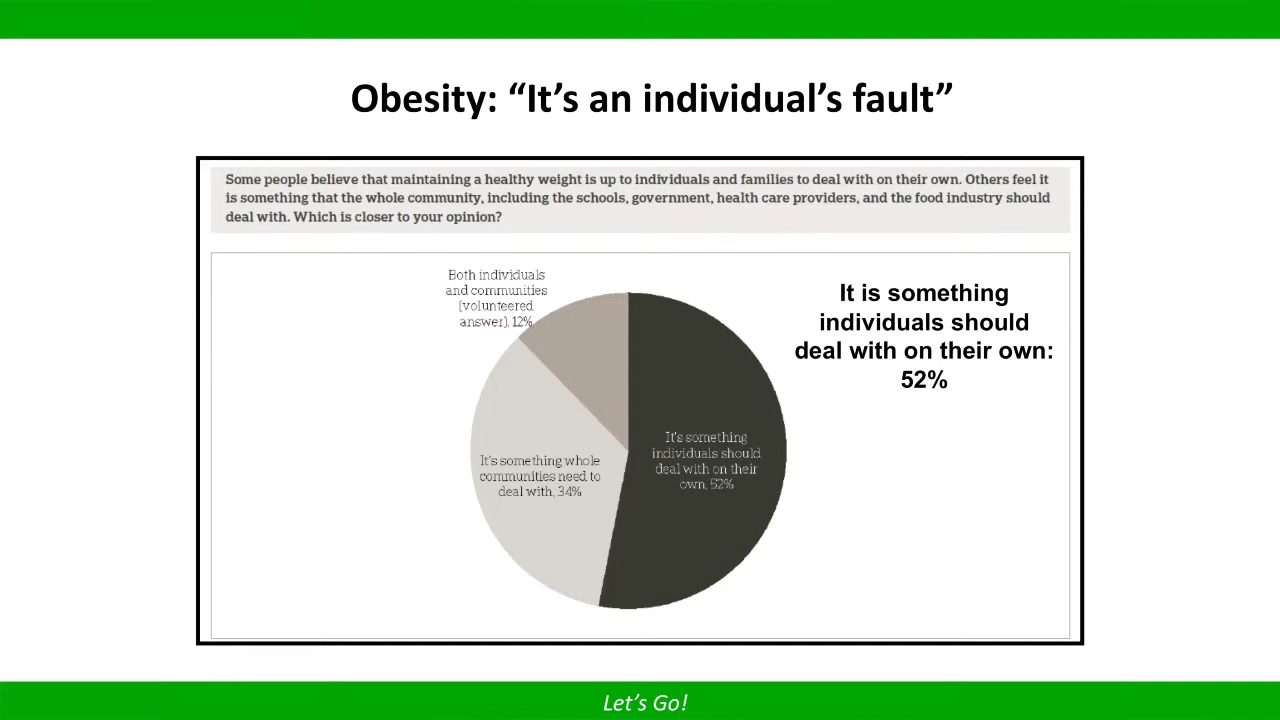 Obesity: “It’s an individual’s fault”
Some people believe that maintaining a healthy weight is up to individuals and families to deal with on their own. Others feel it
is something that the whole community, including the schools, government, health care providers, and the food industry should
deal with. Which is closer to your opinion?
Both individuals
and communities
(volunteered
answer), 12%
It is something
individuals should
deal with on their own:
52%
It's something
individuals should
deal with on their
own, 52%
It's something whole
communities need to
deal with, 34%
Let’s Go!